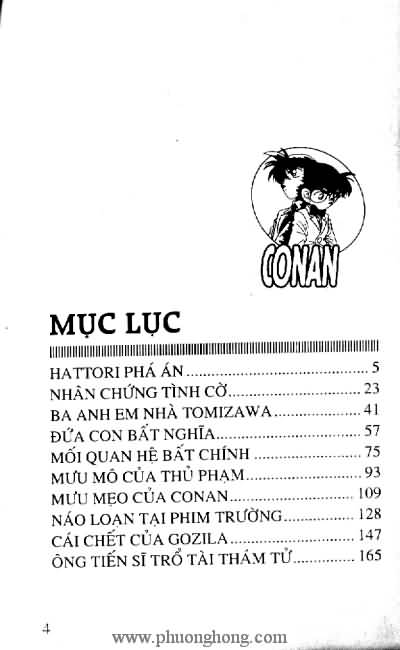 CONAN
MỤC LỤC
HATTORI PHÁ ÁN ............................................ 5
NHÂN CHỨNG TÌNH CỜ ................................ 23
BA ANH EM NHÀ TOMIZAWA ..................... 41
ĐỨA CON BẤT NGHĨA ................................... 57
MỐI QUAN HỆ BẤT CHÍNH .......................... 75
MƯU MÔ CỦA THỦ PHẠM ............................ 93
MƯU MẸO CỦA CONAN .............................. 109
NÁO LOẠN TẠI PHIM TRƯỜNG ................. 128
CÁI CHẾT CỦA GOZILA .............................. 147
ÔNG TIẾN SĨ TRỔ TÀI THÁM TỬ ............... 165
4
www.phuonghong.com